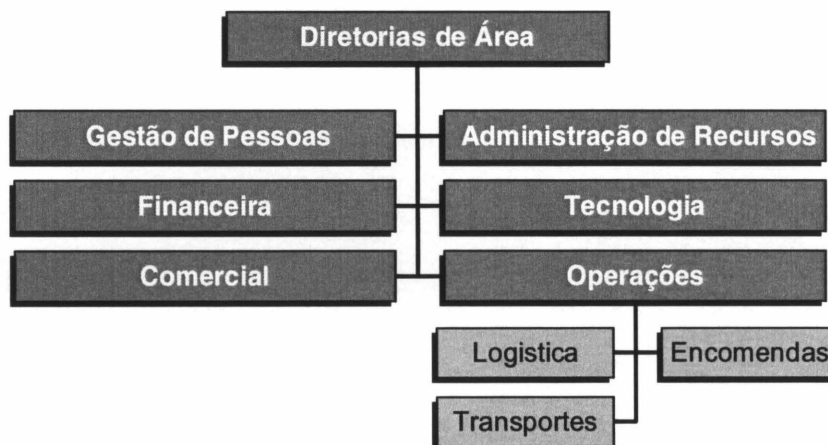 Diretorias de Área
Gestão de Pessoas
Administração de Recursos
Financeira
Tecnologia
Comercial
Operações
Logistica
Encomendas
Transportes